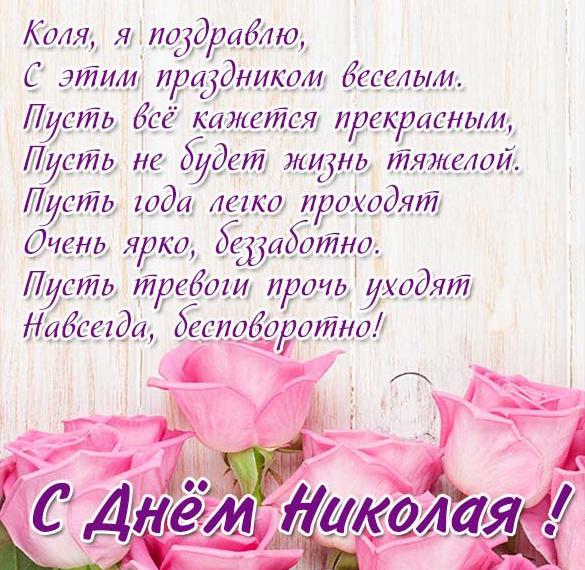 Коля, я поздравлю,
С этим праздником веселым.
Пусть всё кажется прекрасным,
Пусть не будет жизнь тяжелой.
Пусть года легко проходят
Очень ярко, беззаботно.
Пусть тревоги прочь уходят
Навсегда, бесповоротно!
С Днём Николая !